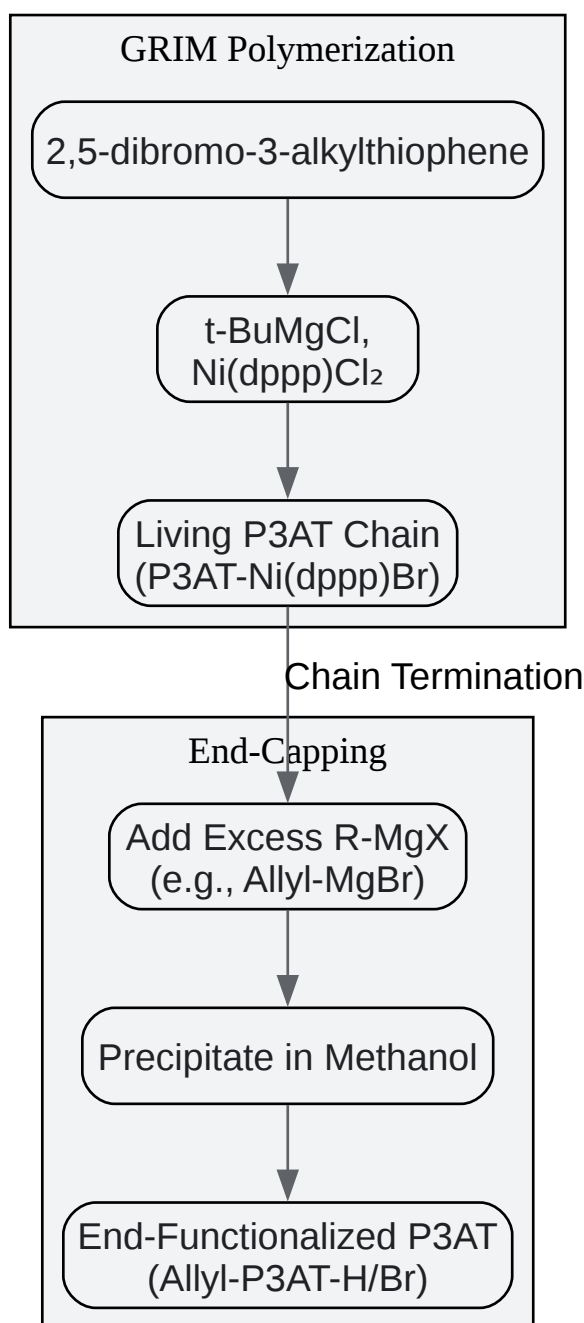 GRIM Polymerization
2,5-dibromo-3-alkylthiophene
t-BuMgCl,
Ni(dppp)Cl₂
Living P3AT Chain
(P3AT-Ni(dppp)Br)
Chain Termination
End-Capping
Add Excess R-MgX
(e.g., Allyl-MgBr)
Precipitate in Methanol
End-Functionalized P3AT
(Allyl-P3AT-H/Br)